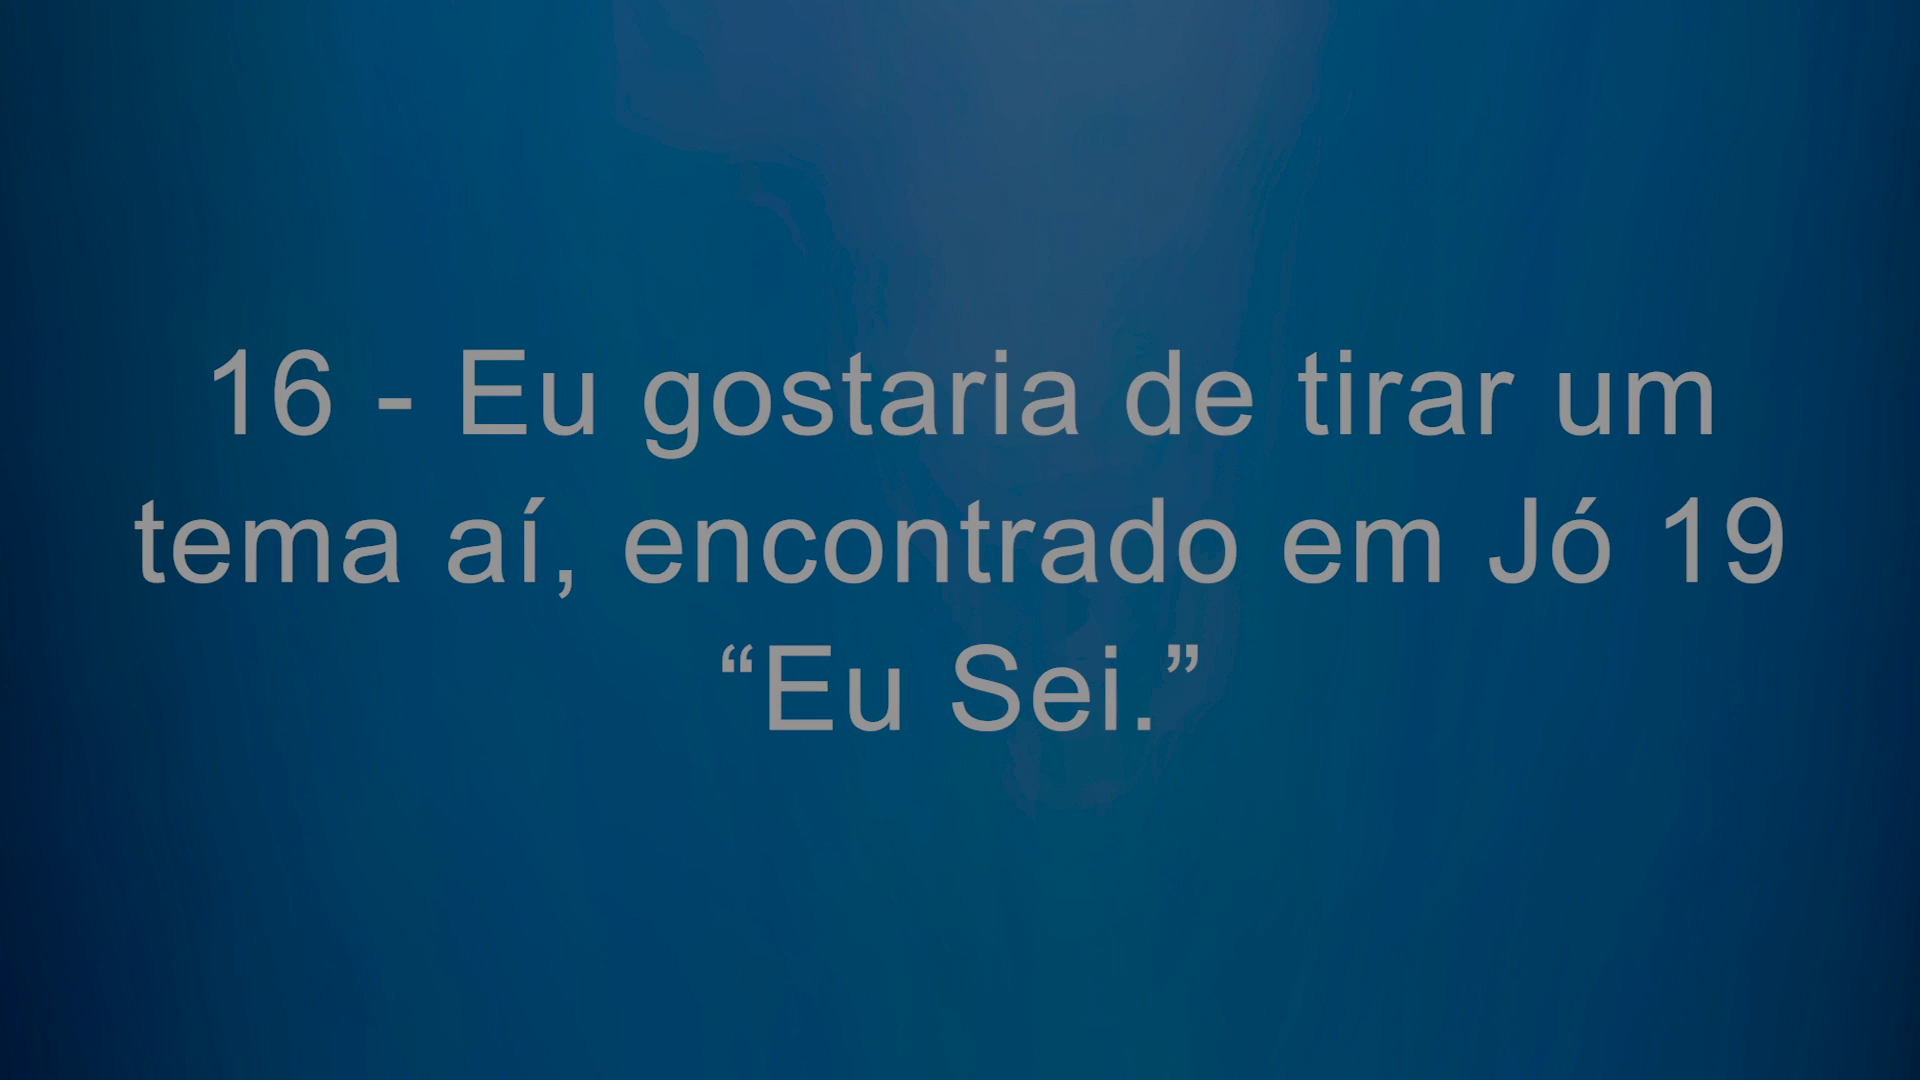 16 - Eu gostaria de tirar um
tema aí, encontrado em Jó 19
“Eu Sei.”